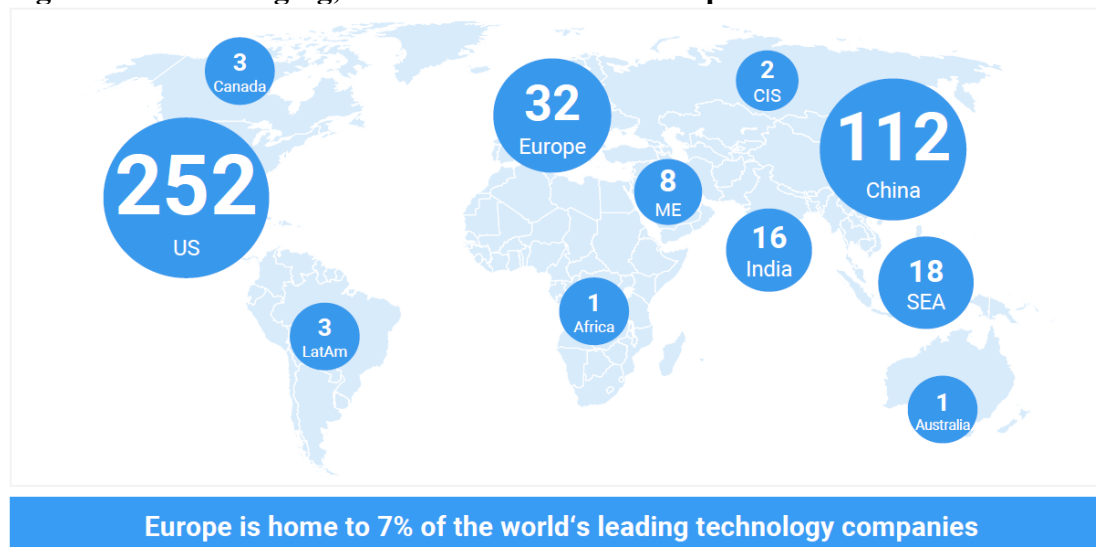 3
Canada
252
US
3
LatAm
32
Europe
8
ME
1
Africa
2
CIS
112
China
16
India
18
SEA
1
Australia
Europe is home to 7% of the world‘s leading technology companies